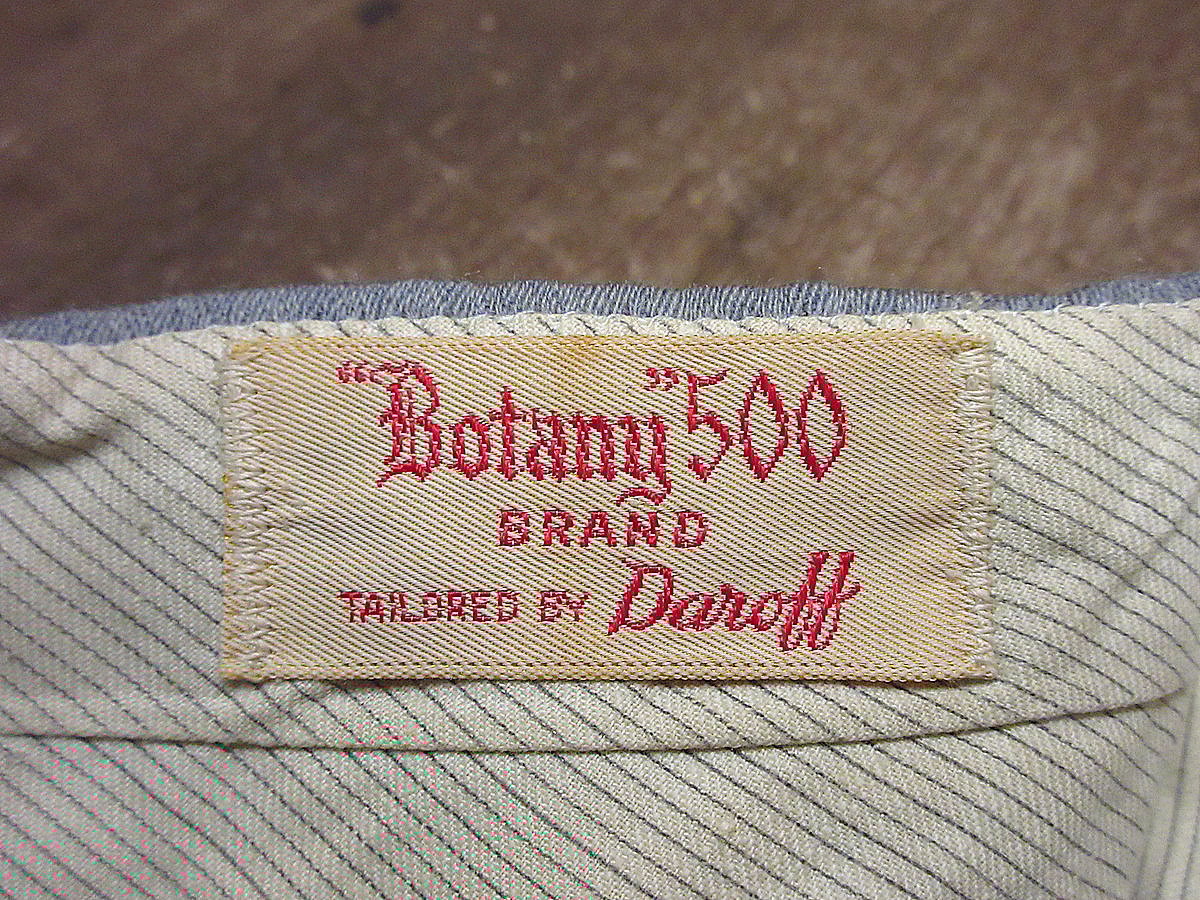 "Botany" 500
BRAND
TAILORED BY Daroff